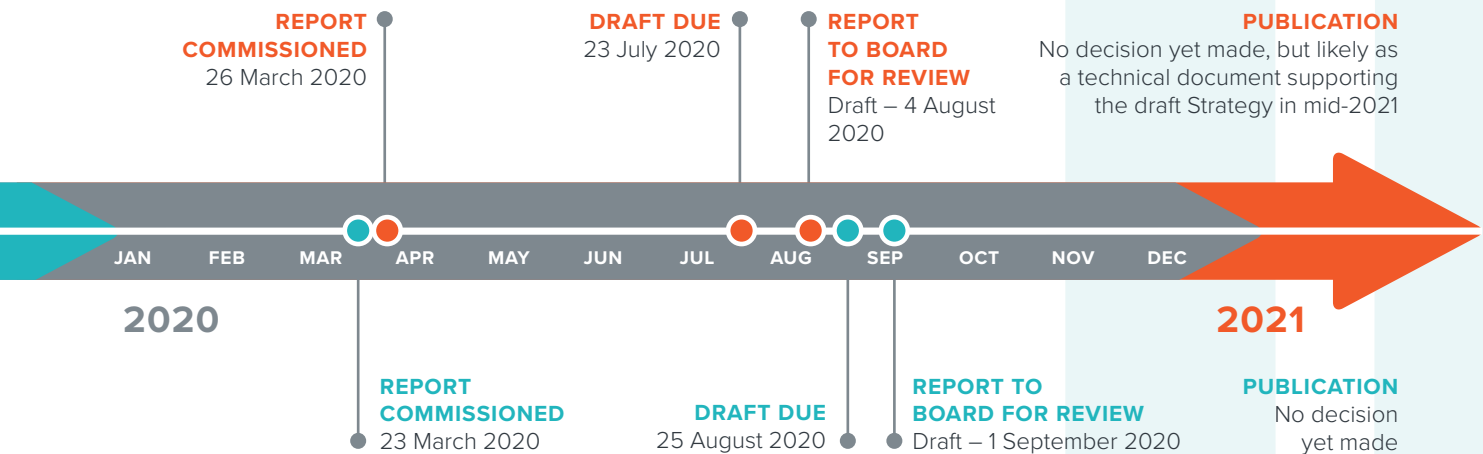 REPORT
COMMISSIONED
26 March 2020
DRAFT DUE
23 July 2020
REPORT
TO BOARD
FOR REVIEW
Draft – 4 August
2020
PUBLICATION
No decision yet made, but likely as
a technical document supporting
the draft Strategy in mid-2021
JAN FEB MAR APR MAY JUN JUL AUG SEP OCT NOV DEC
2020
2021
REPORT
COMMISSIONED
23 March 2020
DRAFT DUE
25 August 2020
REPORT TO
BOARD FOR REVIEW
Draft – 1 September 2020
PUBLICATION
No decision
yet made